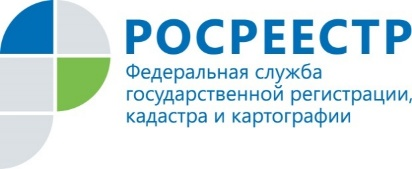 РОСРЕЕСТР
Федеральная служба
государственной регистрации,
кадастра и картографии